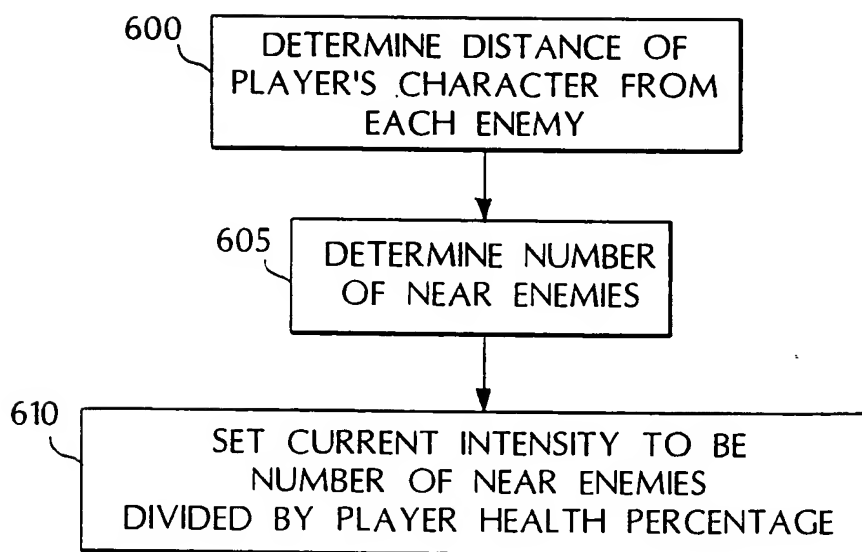 600
DETERMINE DISTANCE OF
PLAYER'S CHARACTER FROM
EACH ENEMY
605
DETERMINE NUMBER
OF NEAR ENEMIES
610
SET CURRENT INTENSITY TO BE
NUMBER OF NEAR ENEMIES
DIVIDED BY PLAYER HEALTH PERCENTAGE